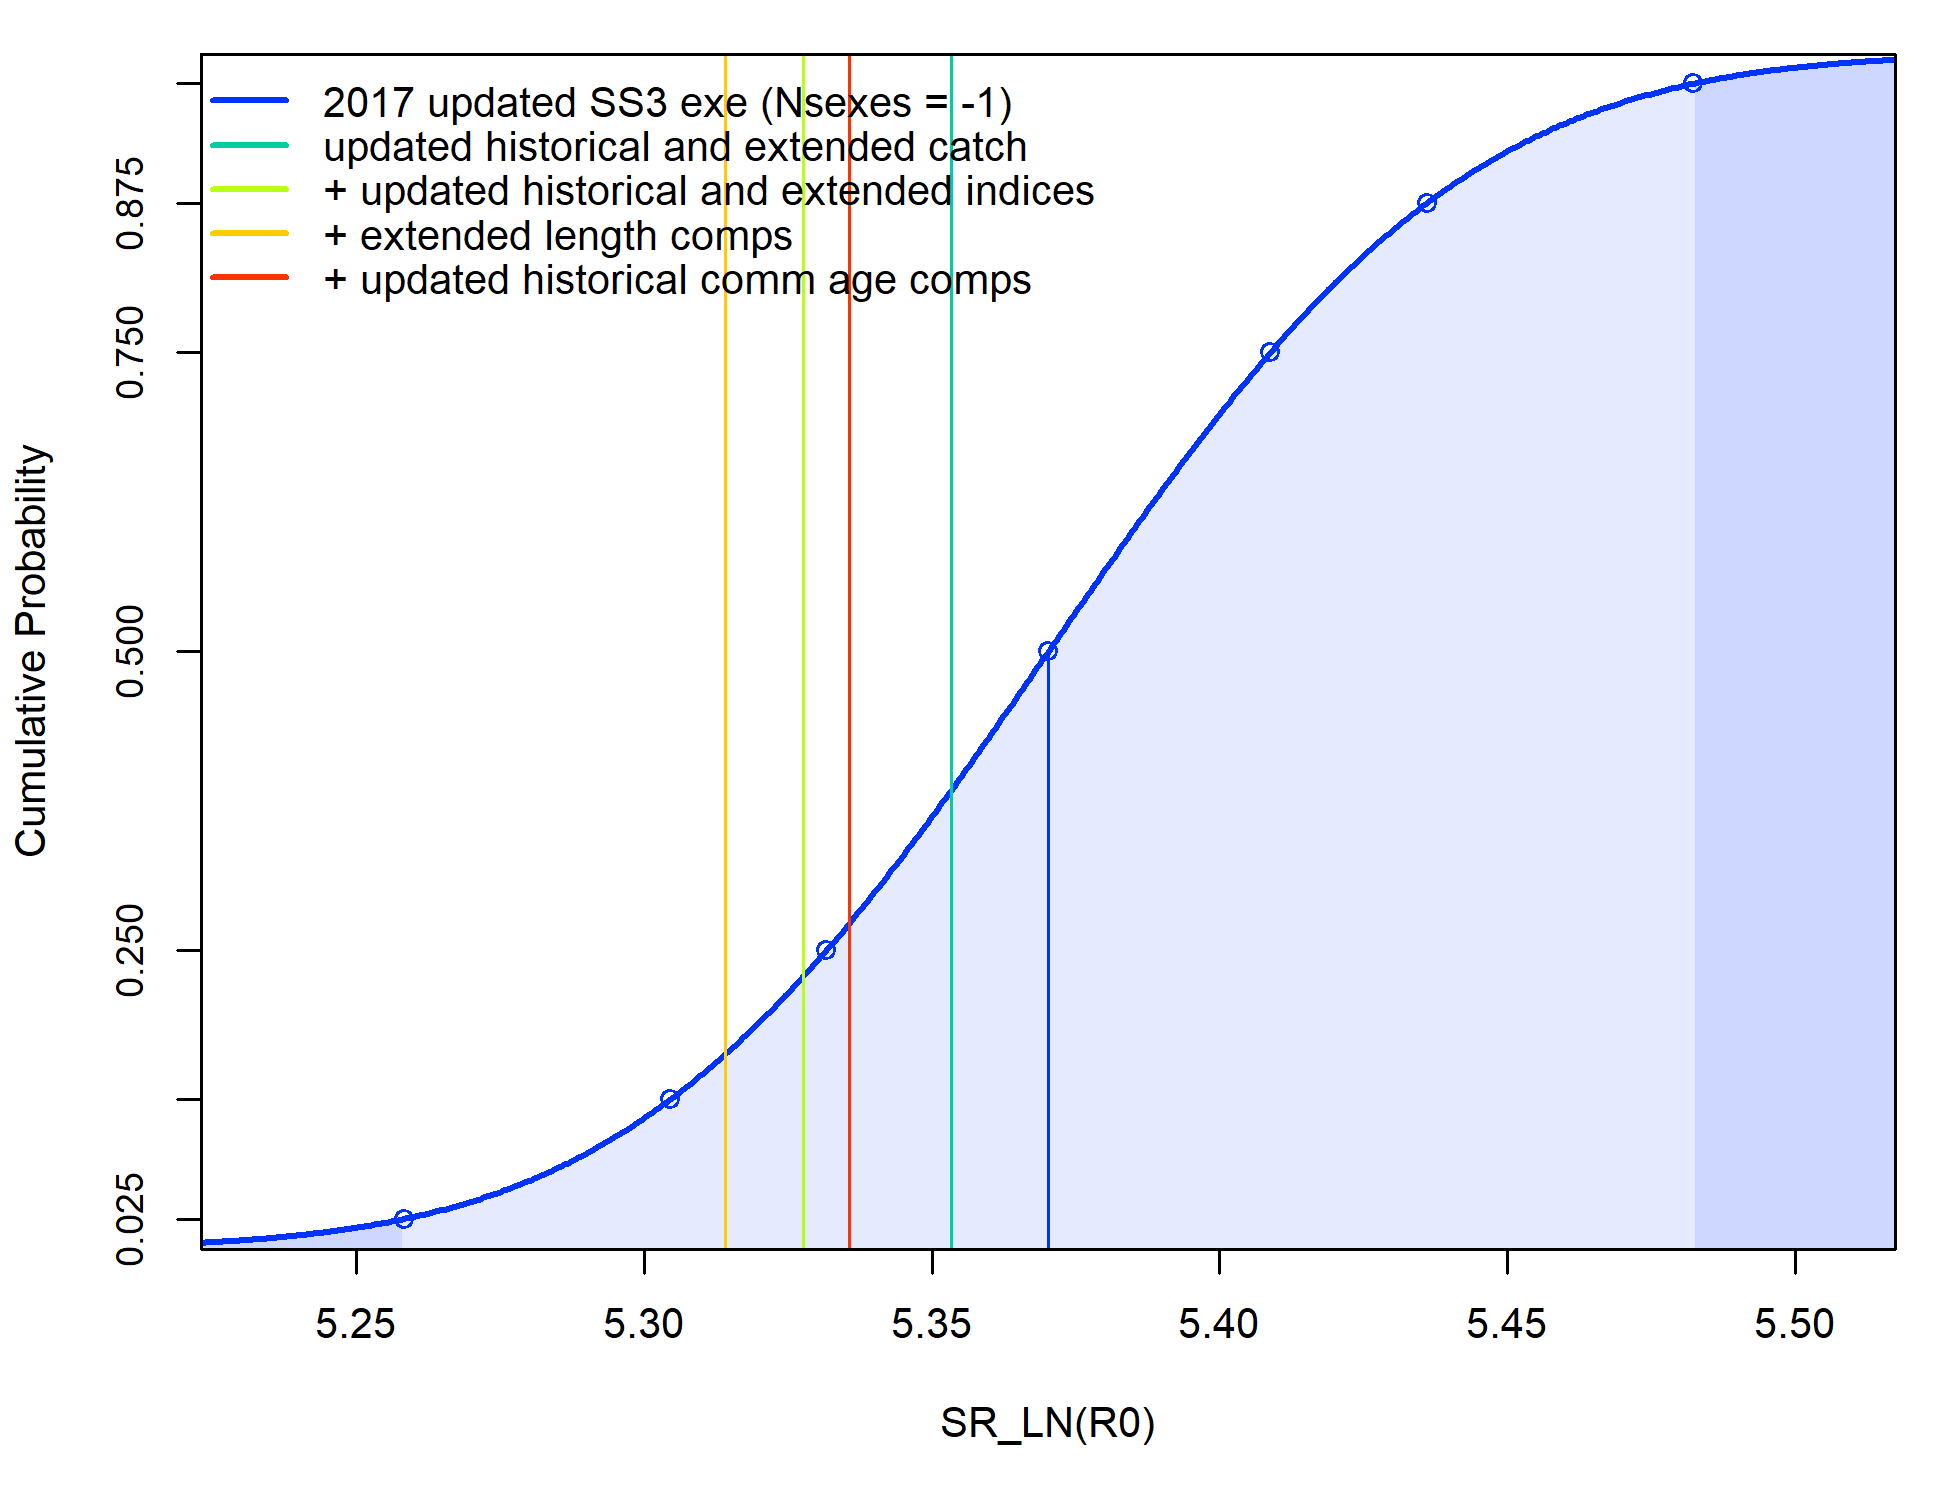 2017 updated SS3 exe (Nsexes = -1)
updated historical and extended catch
+ updated historical and extended indices
+ extended length comps
+ updated historical comm age comps
Cumulative Probability
0.875
0.750
0.500
0.250
0.025
5.25 5.30 5.35 5.40 5.45 5.50
SR_LN(R0)